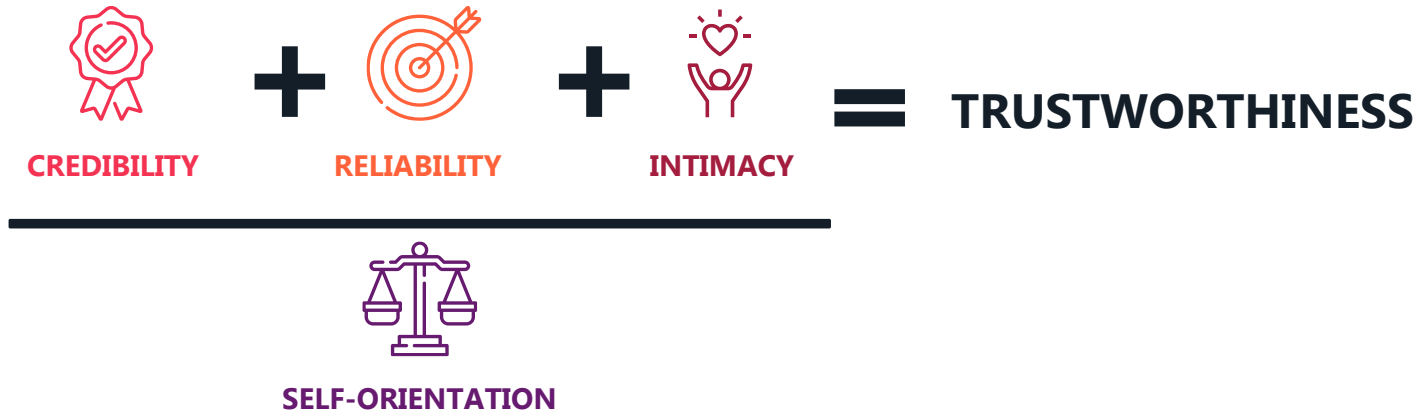 CREDIBILITY + RELIABILITY + INTIMACY = TRUSTWORTHINESS
SELF-ORIENTATION